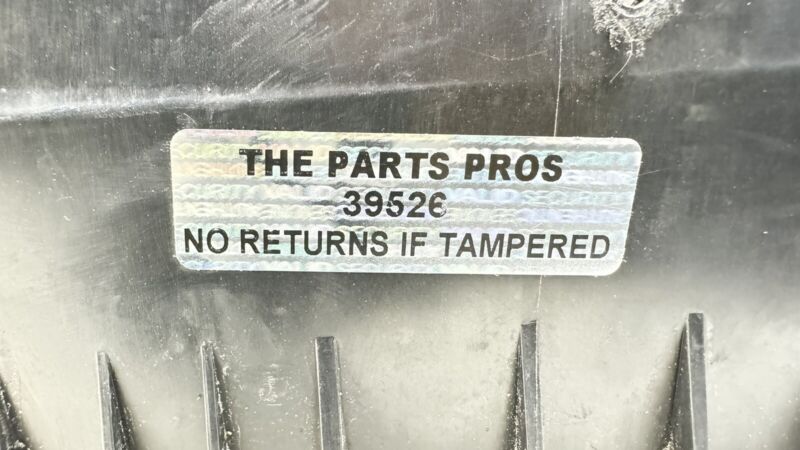 THE PARTS PROS
39526
NO RETURNS IF TAMPERED